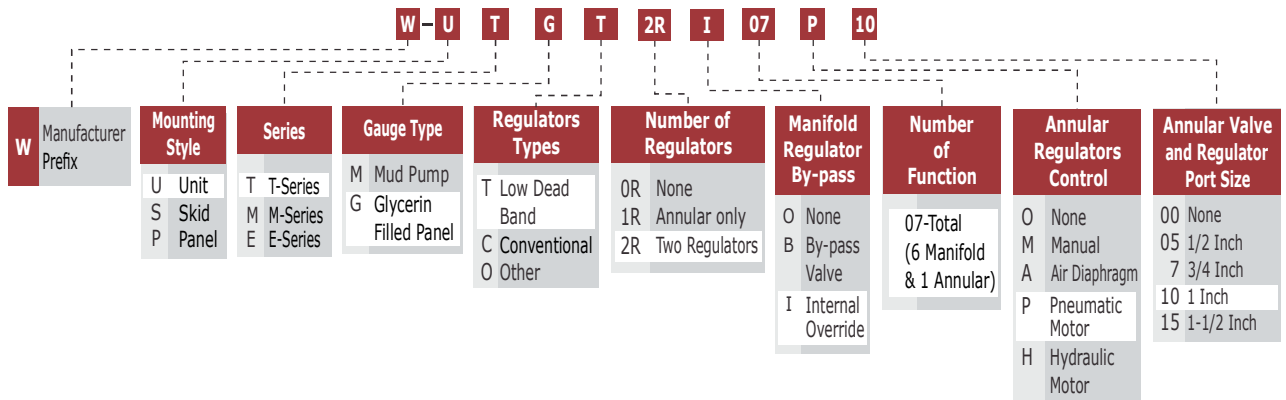 W – U T G T 2R I 07 P 10
W Manufacturer
Prefix
Mounting
Style
U Unit
S Skid
P Panel
Series
T T-Series
M M-Series
E E-Series
Gauge Type
M Mud Pump
G Glycerin
Filled Panel
Regulators
Types
T Low Dead
Band
C Conventional
O Other
Number of
Regulators
0R None
1R Annular only
2R Two Regulators
Manifold
Regulator
By-pass
O None
B By-pass
Valve
I Internal
Override
Number
of
Function
07-Total
(6 Manifold
& 1 Annular)
Annular
Regulators
Control
O None
M Manual
A Air Diaphragm
P Pneumatic
Motor
H Hydraulic
Motor
Annular Valve
and Regulator
Port Size
00 None
05 1/2 Inch
7 3/4 Inch
10 1 Inch
15 1-1/2 Inch